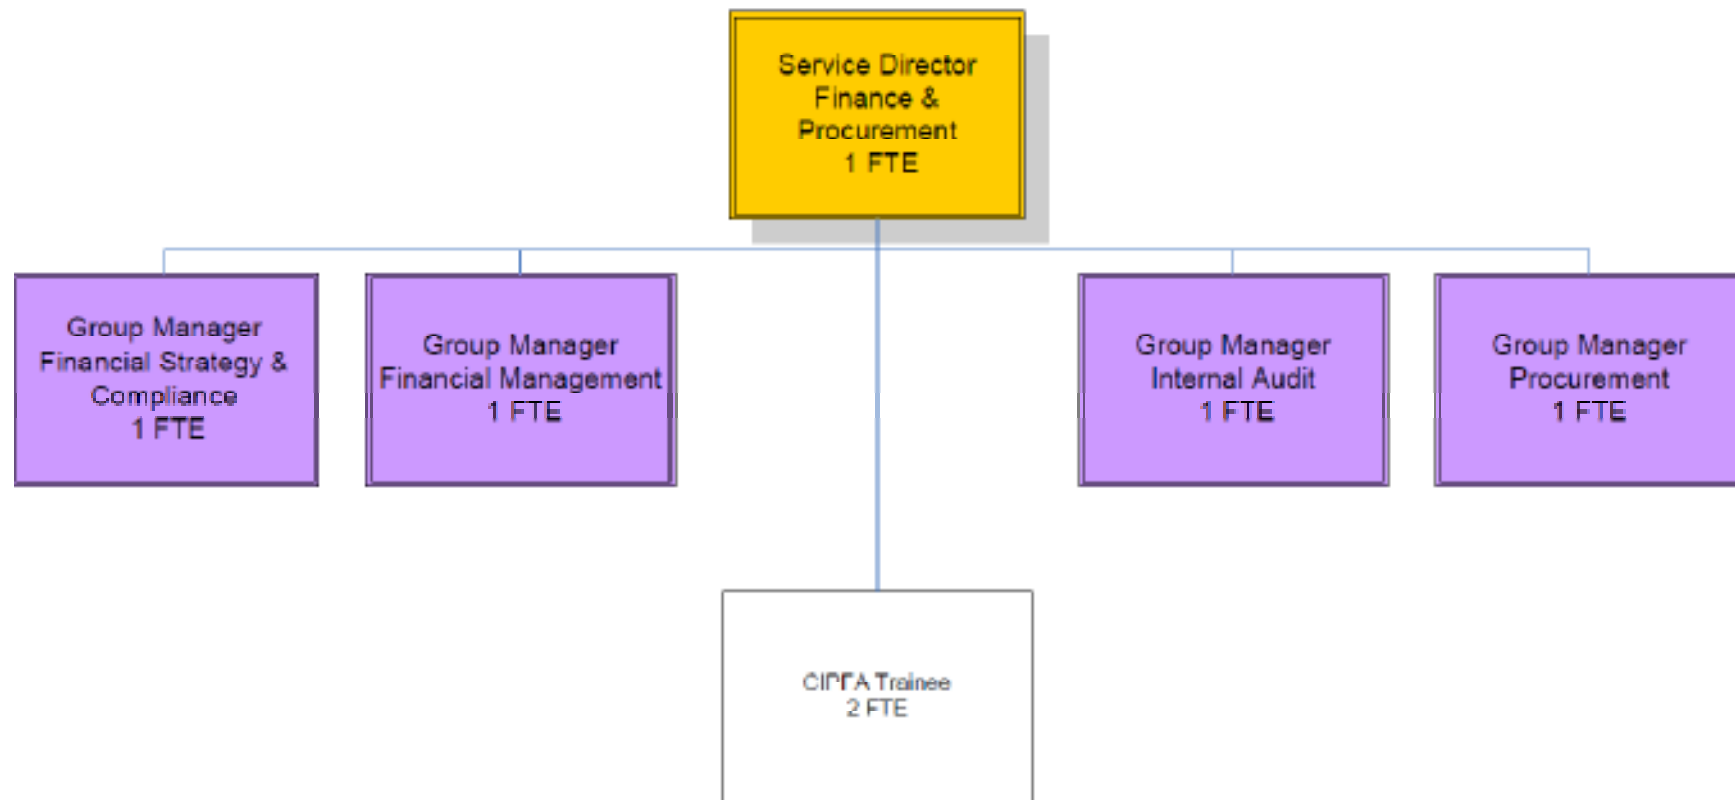 Service Director
Finance &
Procurement
1 FTE
Group Manager
Financial Strategy &
Compliance
1 FTE
Group Manager
Financial Management
1 FTE
Group Manager
Internal Audit
1 FTE
Group Manager
Procurement
1 FTE
CIPFA Trainee
2 FTE